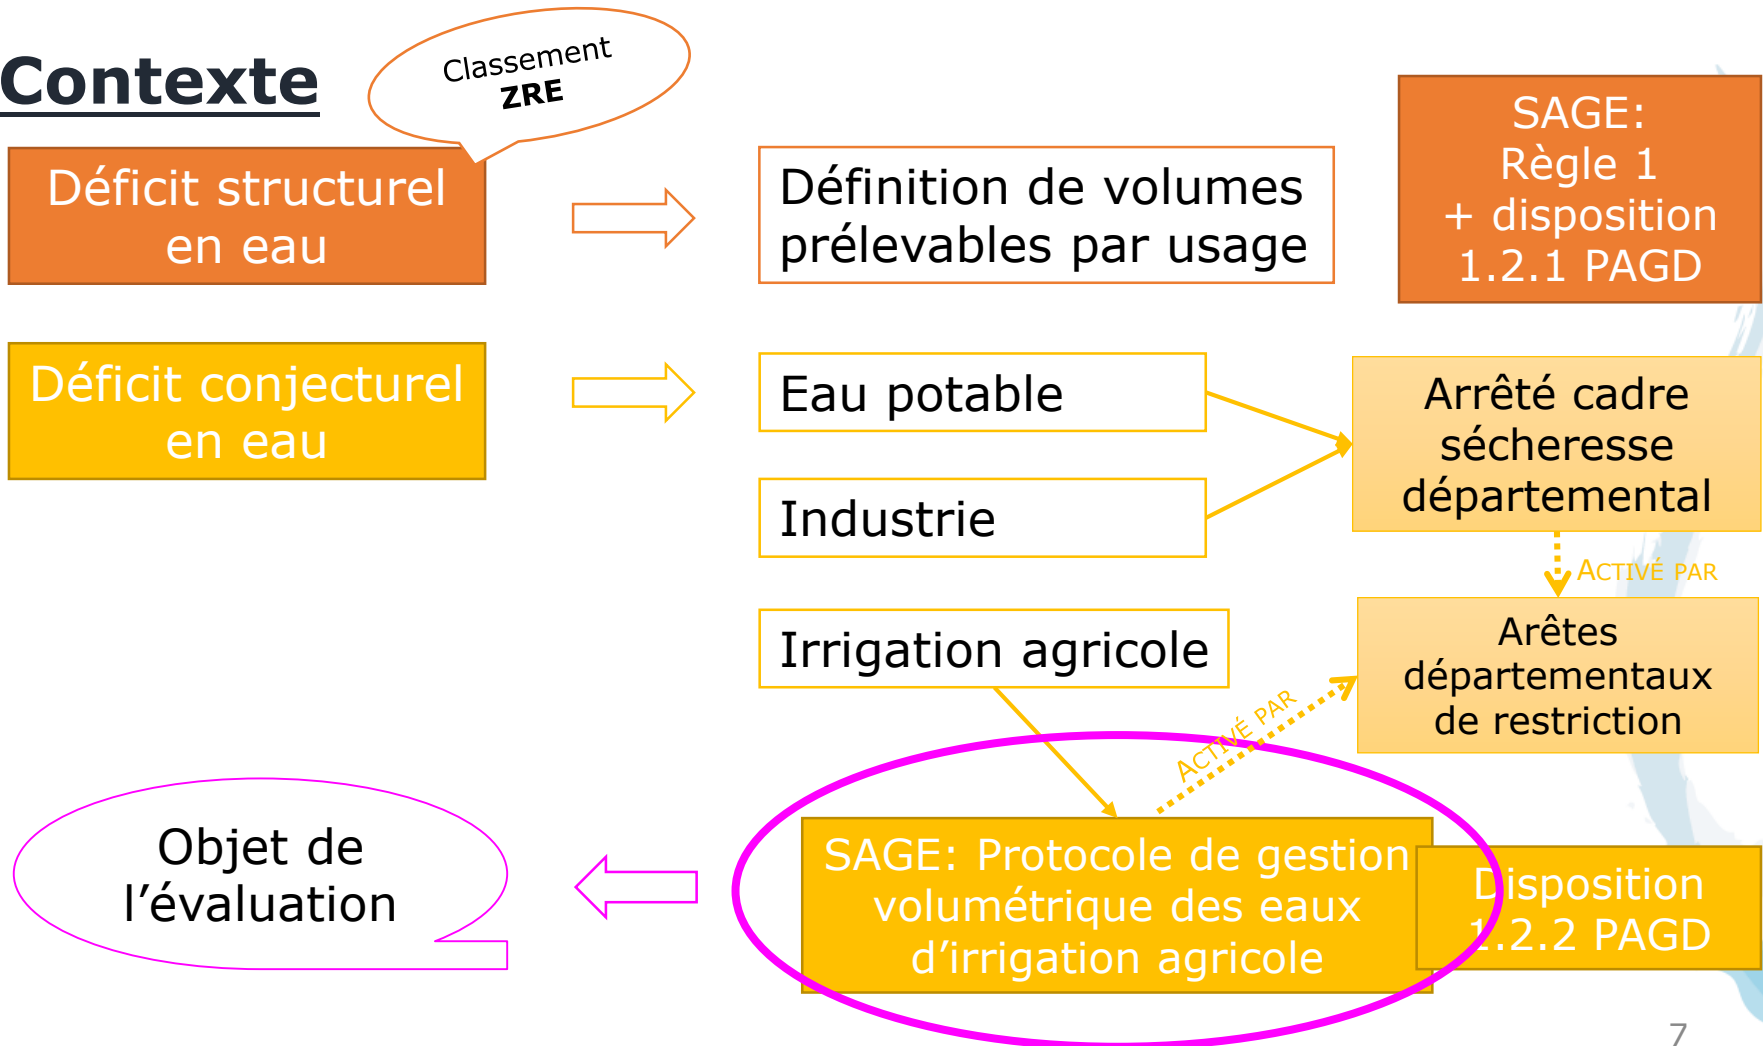 Contexte
Classement
ZRE
Déficit structurel
en eau
Définition de volumes
prélevables par usage
SAGE:
Règle 1
+ disposition
1.2.1 PAGD
Déficit conjecturel
en eau
Eau potable
Industrie
Arrêté cadre
sécheresse
départemental
ACTIVÉ PAR
Irrigation agricole
Arêtes
départementaux
de restriction
ACTIVÉ PAR
Objet de
l’évaluation
SAGE: Protocole de gestion
volumétrique des eaux
d’irrigation agricole
Disposition
1.2.2 PAGD
7